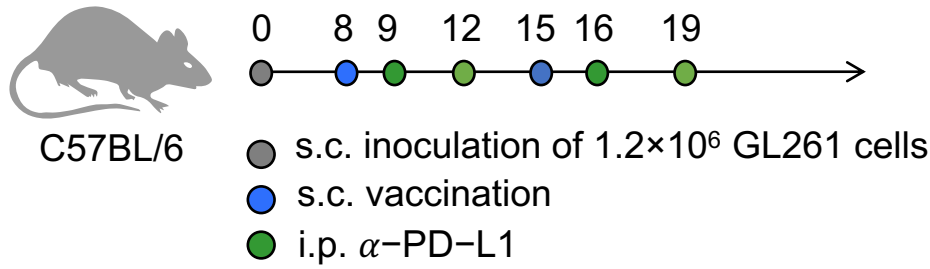 0 8 9 12 15 16 19
C57BL/6
s.c. inoculation of 1.2×10⁶ GL261 cells
s.c. vaccination
i.p. α−PD−L1